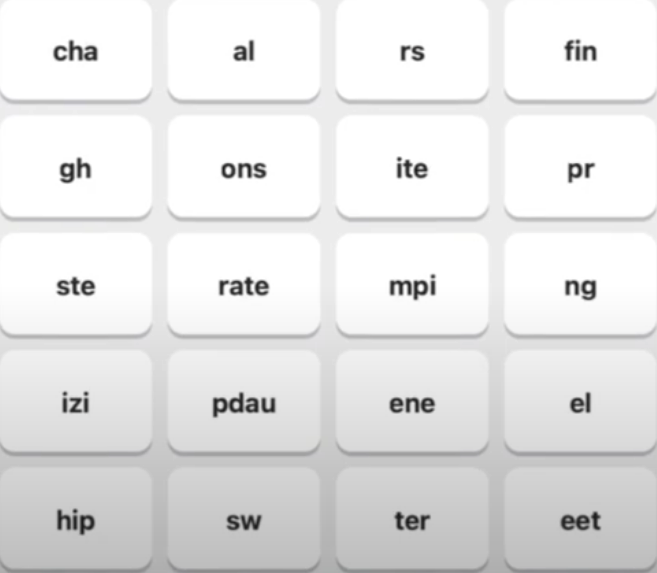 cha al rs fin
gh ons ite pr
ste rate mpi ng
izi pdau ene el
hip sw ter eet